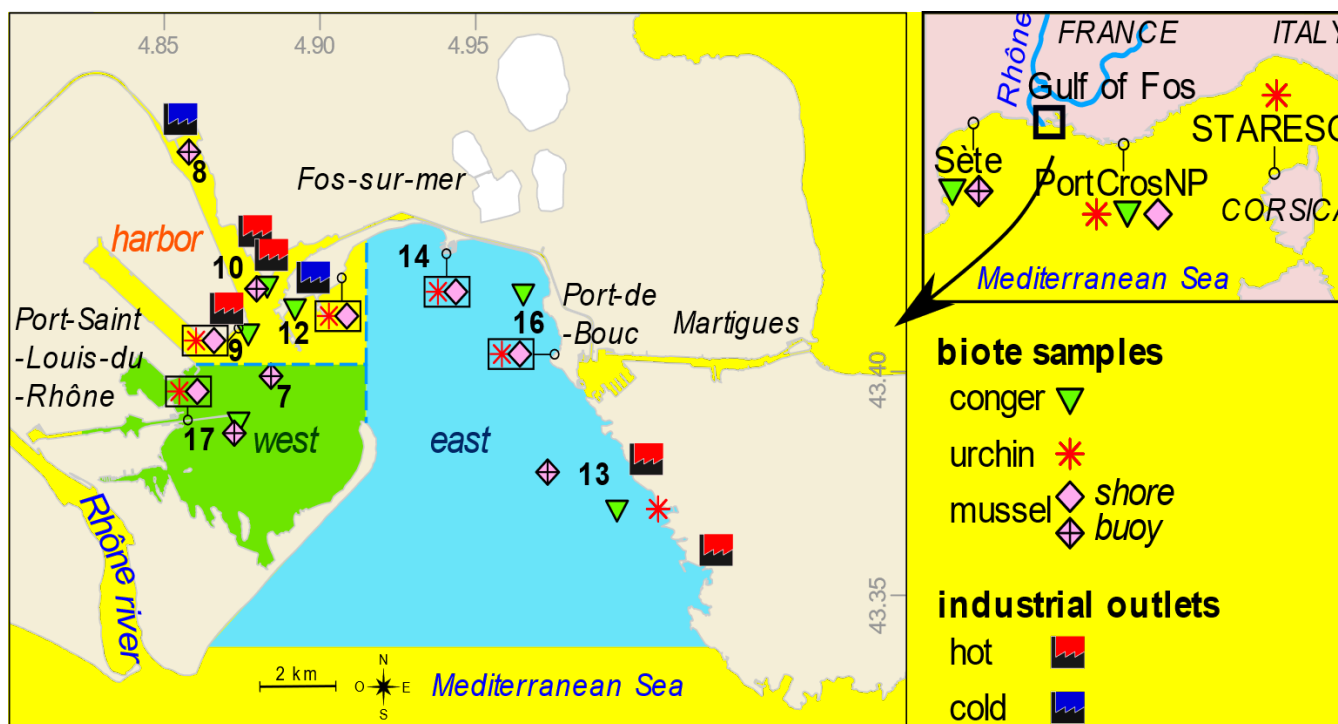 4.85
4.90
4.95
8
Fos-sur-mer
harbor
10
14
12
9
Port-Saint
-Louis-du
-Rhône
16
Port-de
-Bouc
Martigues
43.40
7
17
west
east
13
Rhône river
43.35
2 km
N
O
E
S
Mediterranean Sea
Rhône
FRANCE
ITALY
Gulf of Fos
STARESO
Sète
PortCrosNP
CORSICA
Mediterranean Sea
biote samples
conger
urchin
mussel
shore
buoy
industrial outlets
hot
cold